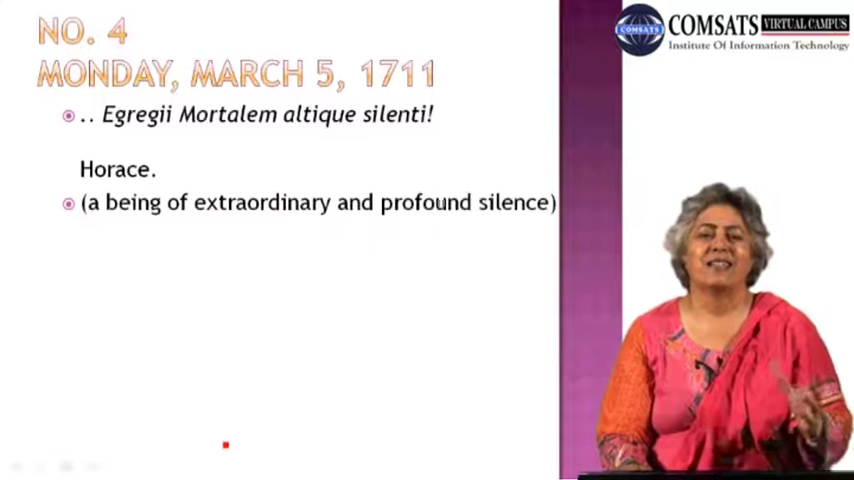 NO. 4
MONDAY, MARCH 5, 1711
.. Egregii Mortalem altique silenti!
Horace.
(a being of extraordinary and profound silence)
COMSATS
COMSATS VIRTUAL CAMPUS
Institute Of Information Technology